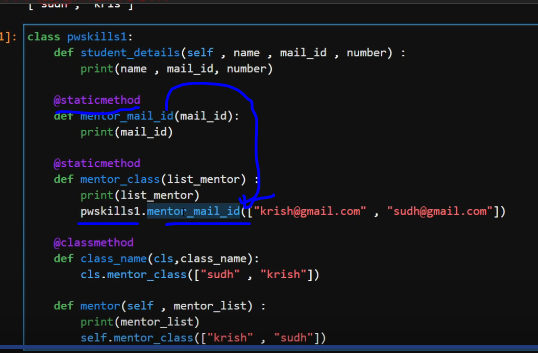 ["sudh" , "kris"]
1]: class pwskills1:
    def student_details(self , name , mail_id , number) :
        print(name , mail_id, number)
    @staticmethod
    def mentor_mail_id(mail_id):
        print(mail_id)
    @staticmethod
    def mentor_class(list_mentor) :
        print(list_mentor)
        pwskills1.mentor_mail_id(["krish@gmail.com" , "sudh@gmail.com"])
    @classmethod
    def class_name(cls,class_name):
        cls.mentor_class(["sudh" , "krish"])
    def mentor(self , mentor_list) :
        print(mentor_list)
        self.mentor_class(["krish" , "sudh"])